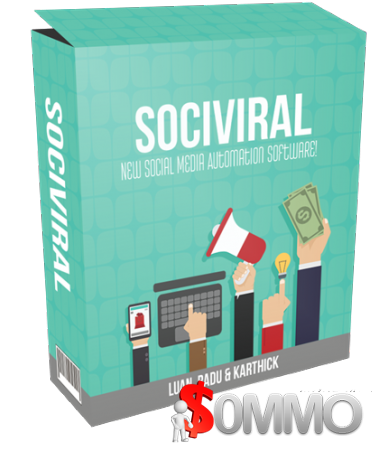 SOCIVIRAL
NEW SOCIAL MEDIA AUTOMATION SOFTWARE!
SOCIVIRAL
LUAN, RADU & KARTHICK
$OMMO